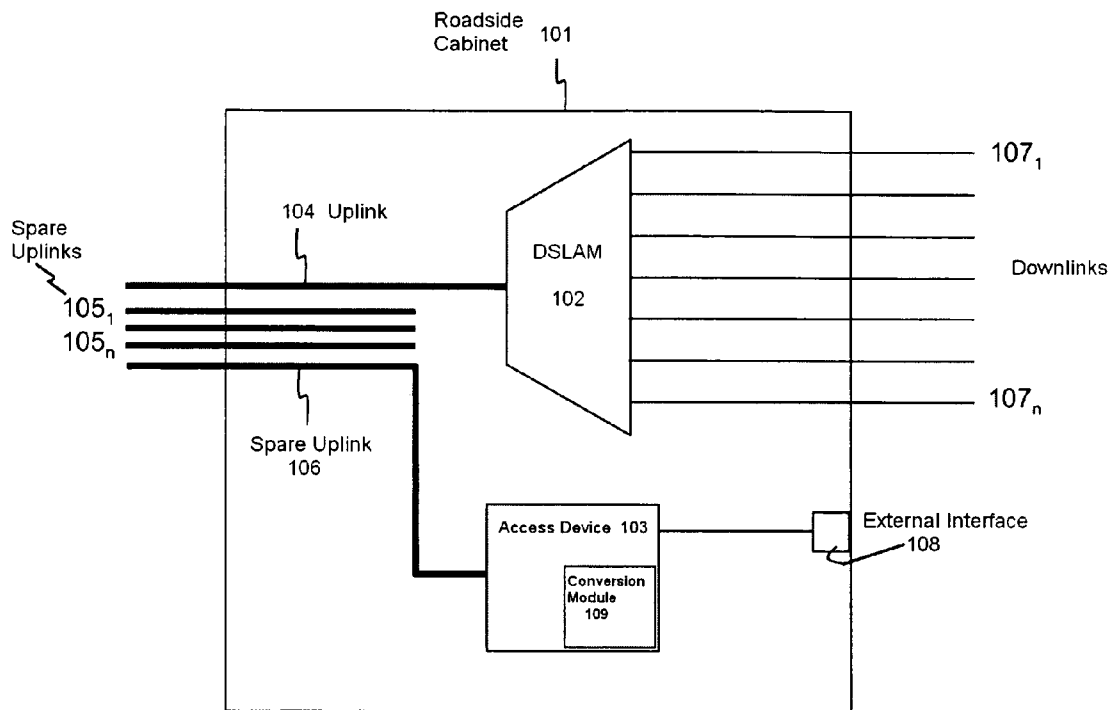 Roadside
Cabinet 101
104 Uplink
Spare
Uplinks
105₁
105ₙ
Spare Uplink
106
DSLAM
102
107₁
Downlinks
107ₙ
Access Device 103
Conversion
Module
109
External Interface
108